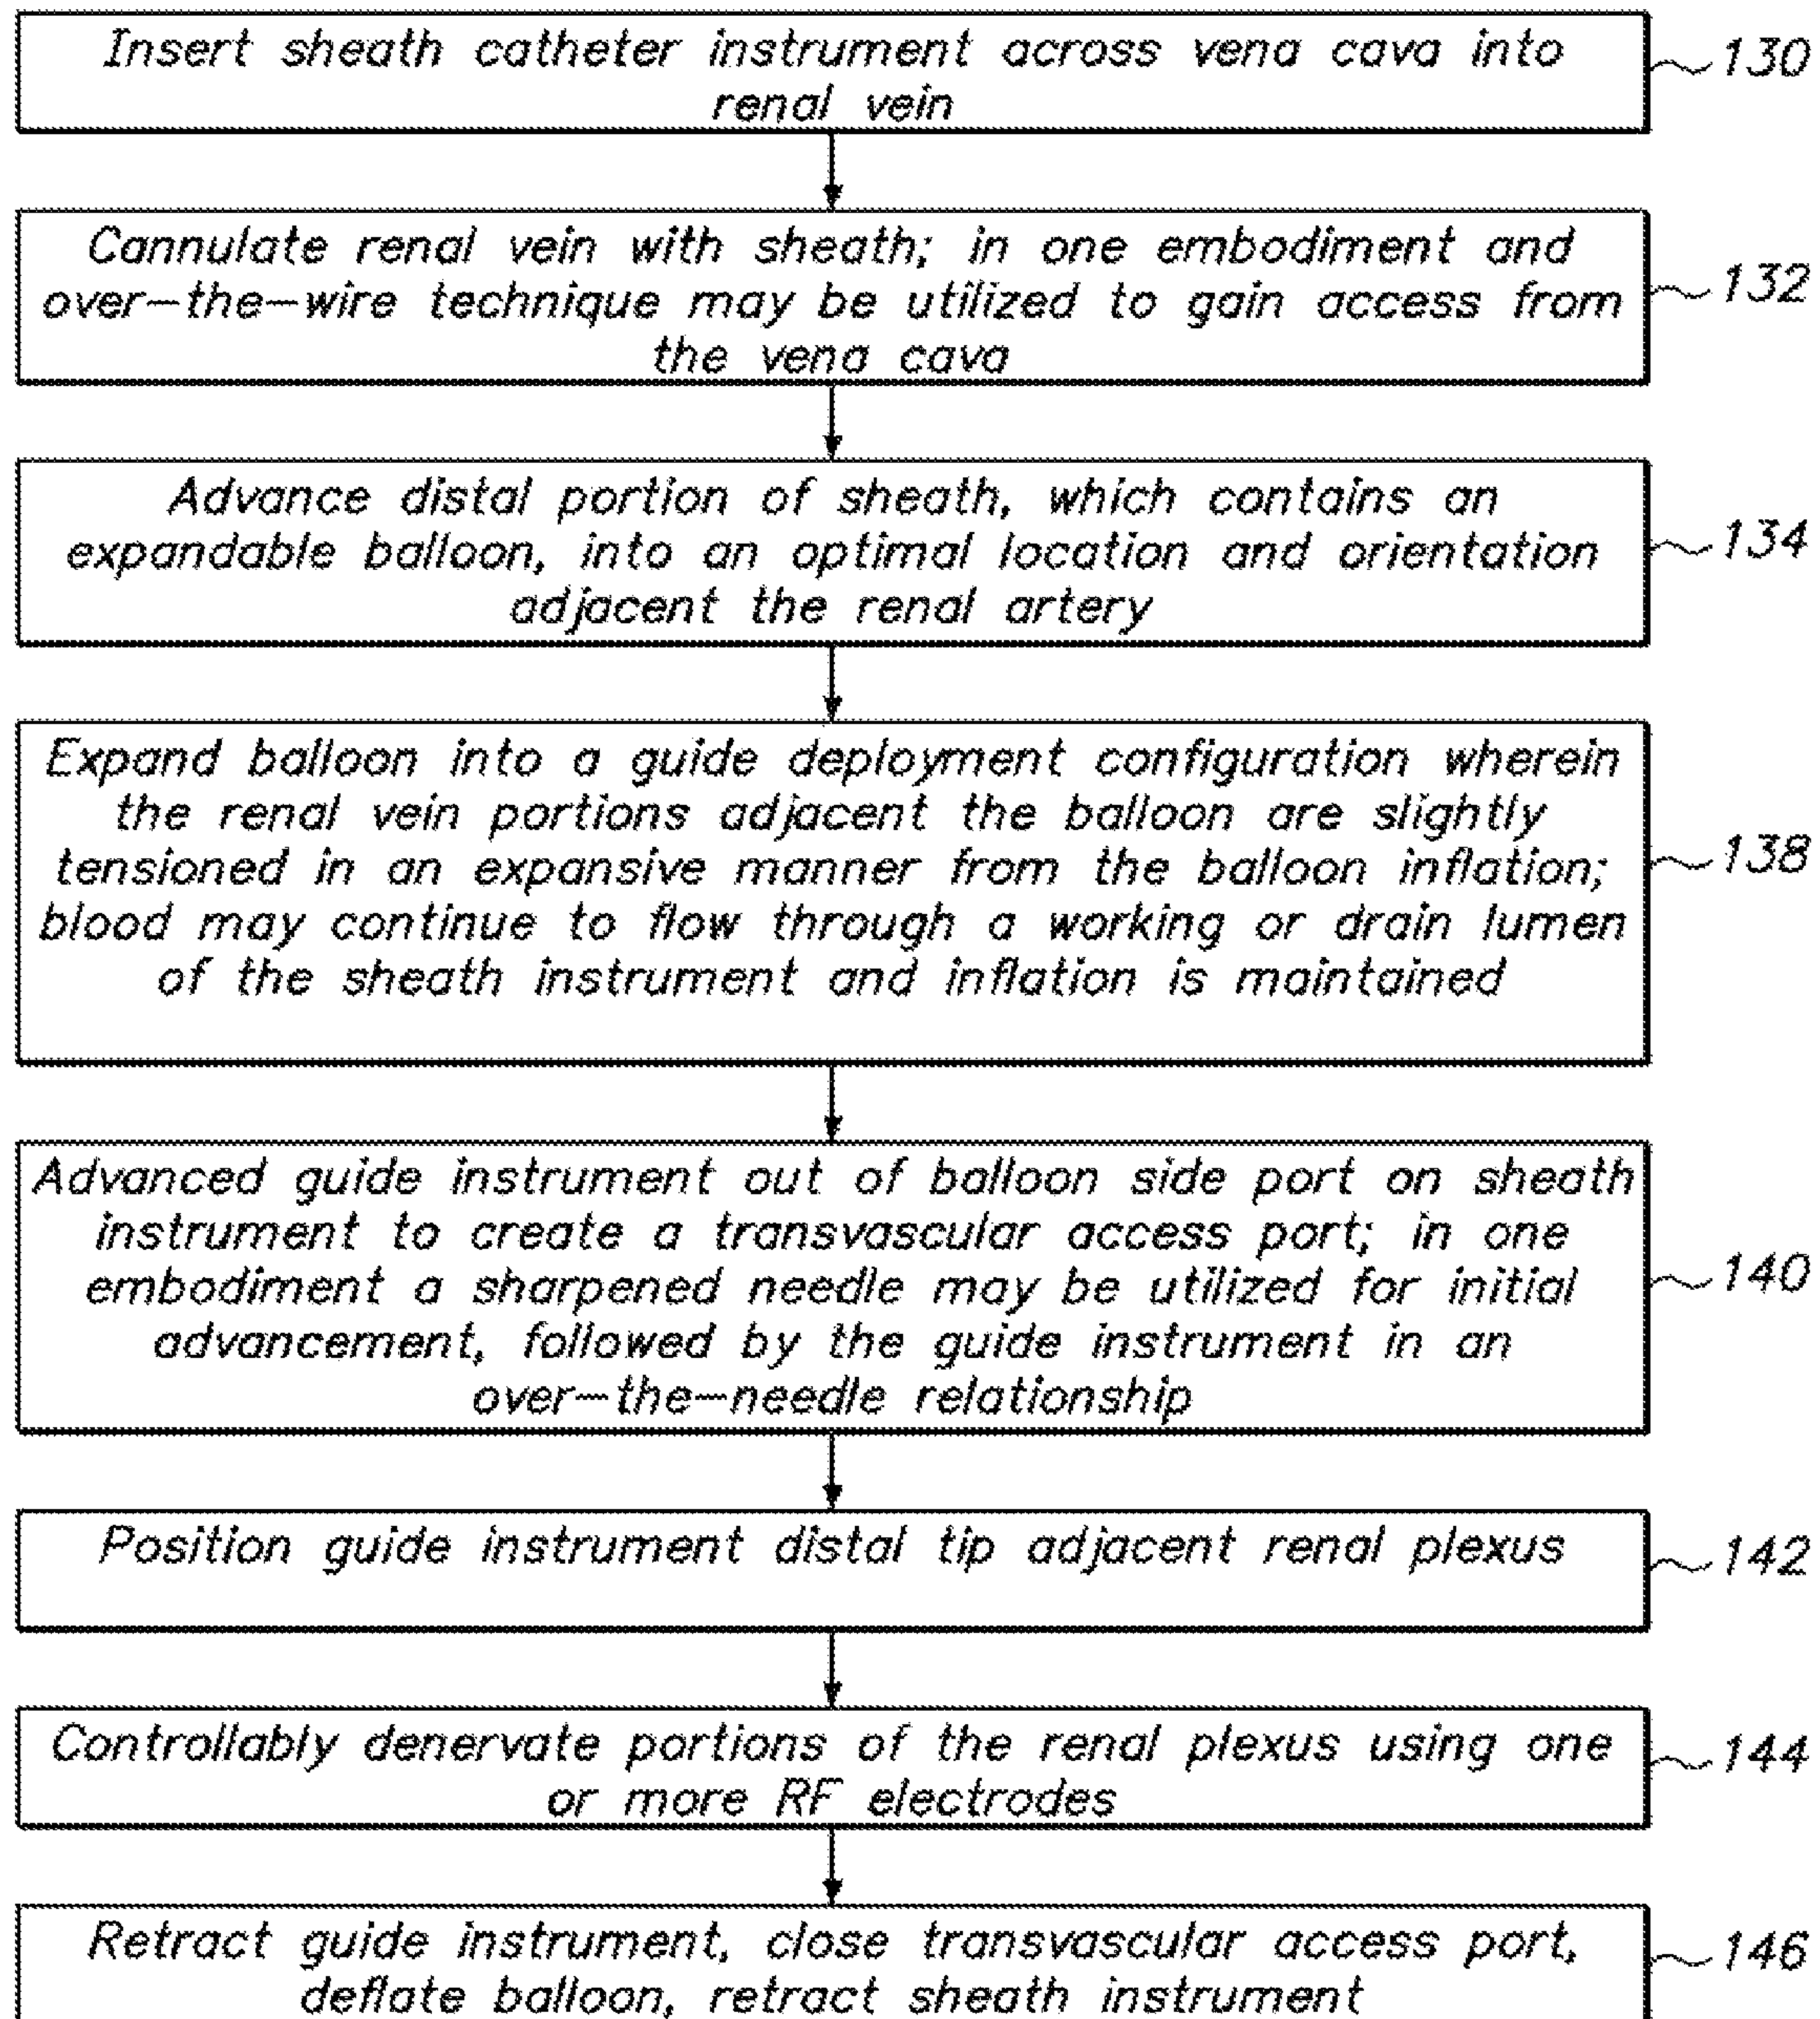 Insert sheath catheter instrument across vena cava into
renal vein
130
Cannulate renal vein with sheath; in one embodiment and
over-the-wire technique may be utilized to gain access from
the vena cava
132
Advance distal portion of sheath, which contains an
expandable balloon, into an optimal location and orientation
adjacent the renal artery
134
Expand balloon into a guide deployment configuration wherein
the renal vein portions adjacent the balloon are slightly
tensioned in an expansive manner from the balloon inflation;
blood may continue to flow through a working or drain lumen
of the sheath instrument and inflation is maintained
138
Advanced guide instrument out of balloon side port on sheath
instrument to create a transvascular access port; in one
embodiment a sharpened needle may be utilized for initial
advancement, followed by the guide instrument in an
over-the-needle relationship
140
Position guide instrument distal tip adjacent renal plexus
142
Controllably denervate portions of the renal plexus using one
or more RF electrodes
144
Retract guide instrument, close transvascular access port,
deflate balloon, retract sheath instrument
146